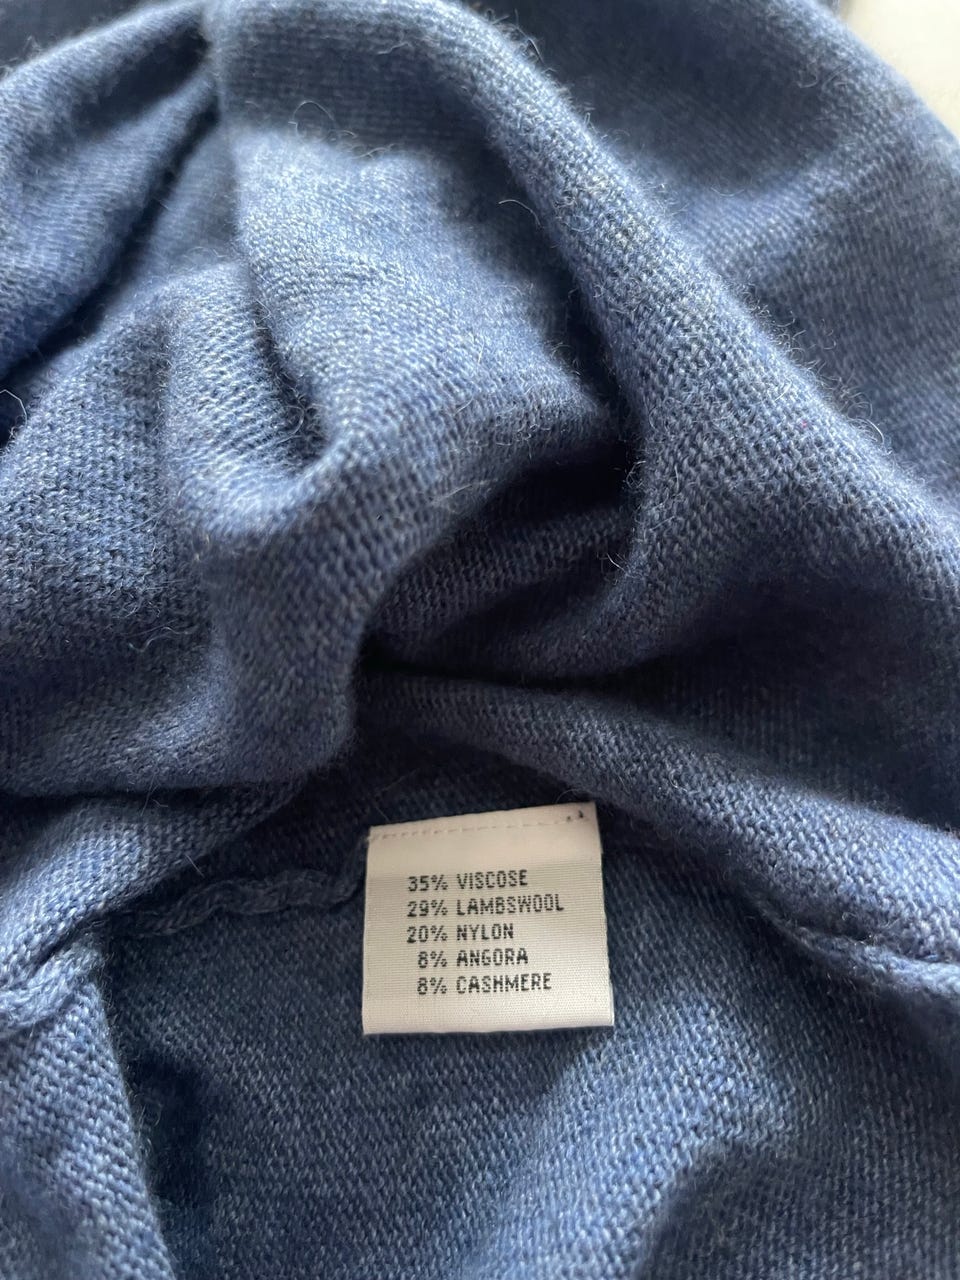 35% VISCOSE
29% LAMBSWOOL
20% NYLON
8% ANGORA
8% CASHMERE